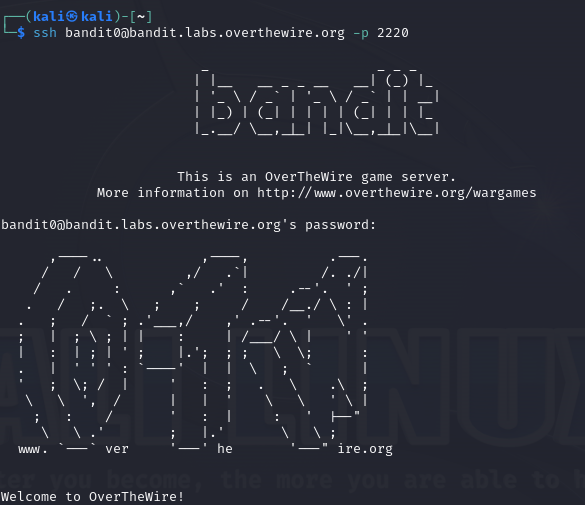 ┌──(kali㉿kali)-[~]
└─$ ssh bandit0@bandit.labs.overthewire.org -p 2220
bandit
This is an OverTheWire game server.
More information on http://www.overthewire.org/wargames
bandit0@bandit.labs.overthewire.org's password:
www. ver he ire.org
Welcome to OverTheWire!